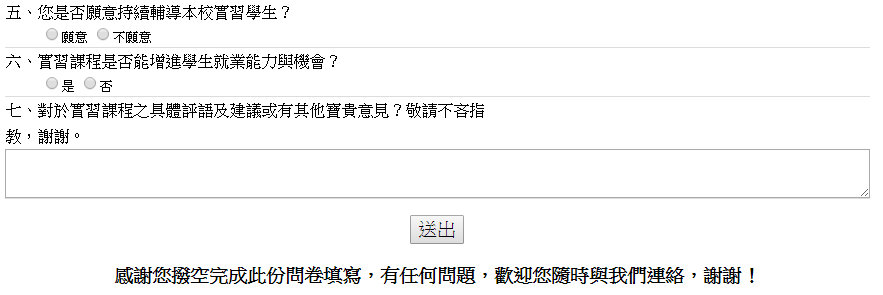 五、您是否願意持續輔導本校實習學生？
願意 不願意
六、實習課程是否能增進學生就業能力與機會？
是 否
七、對於實習課程之具體評語及建議或有其他寶貴意見？敬請不吝指
教，謝謝。
送出
感謝您撥空完成此份問卷填寫，有任何問題，歡迎您隨時與我們連絡，謝謝！